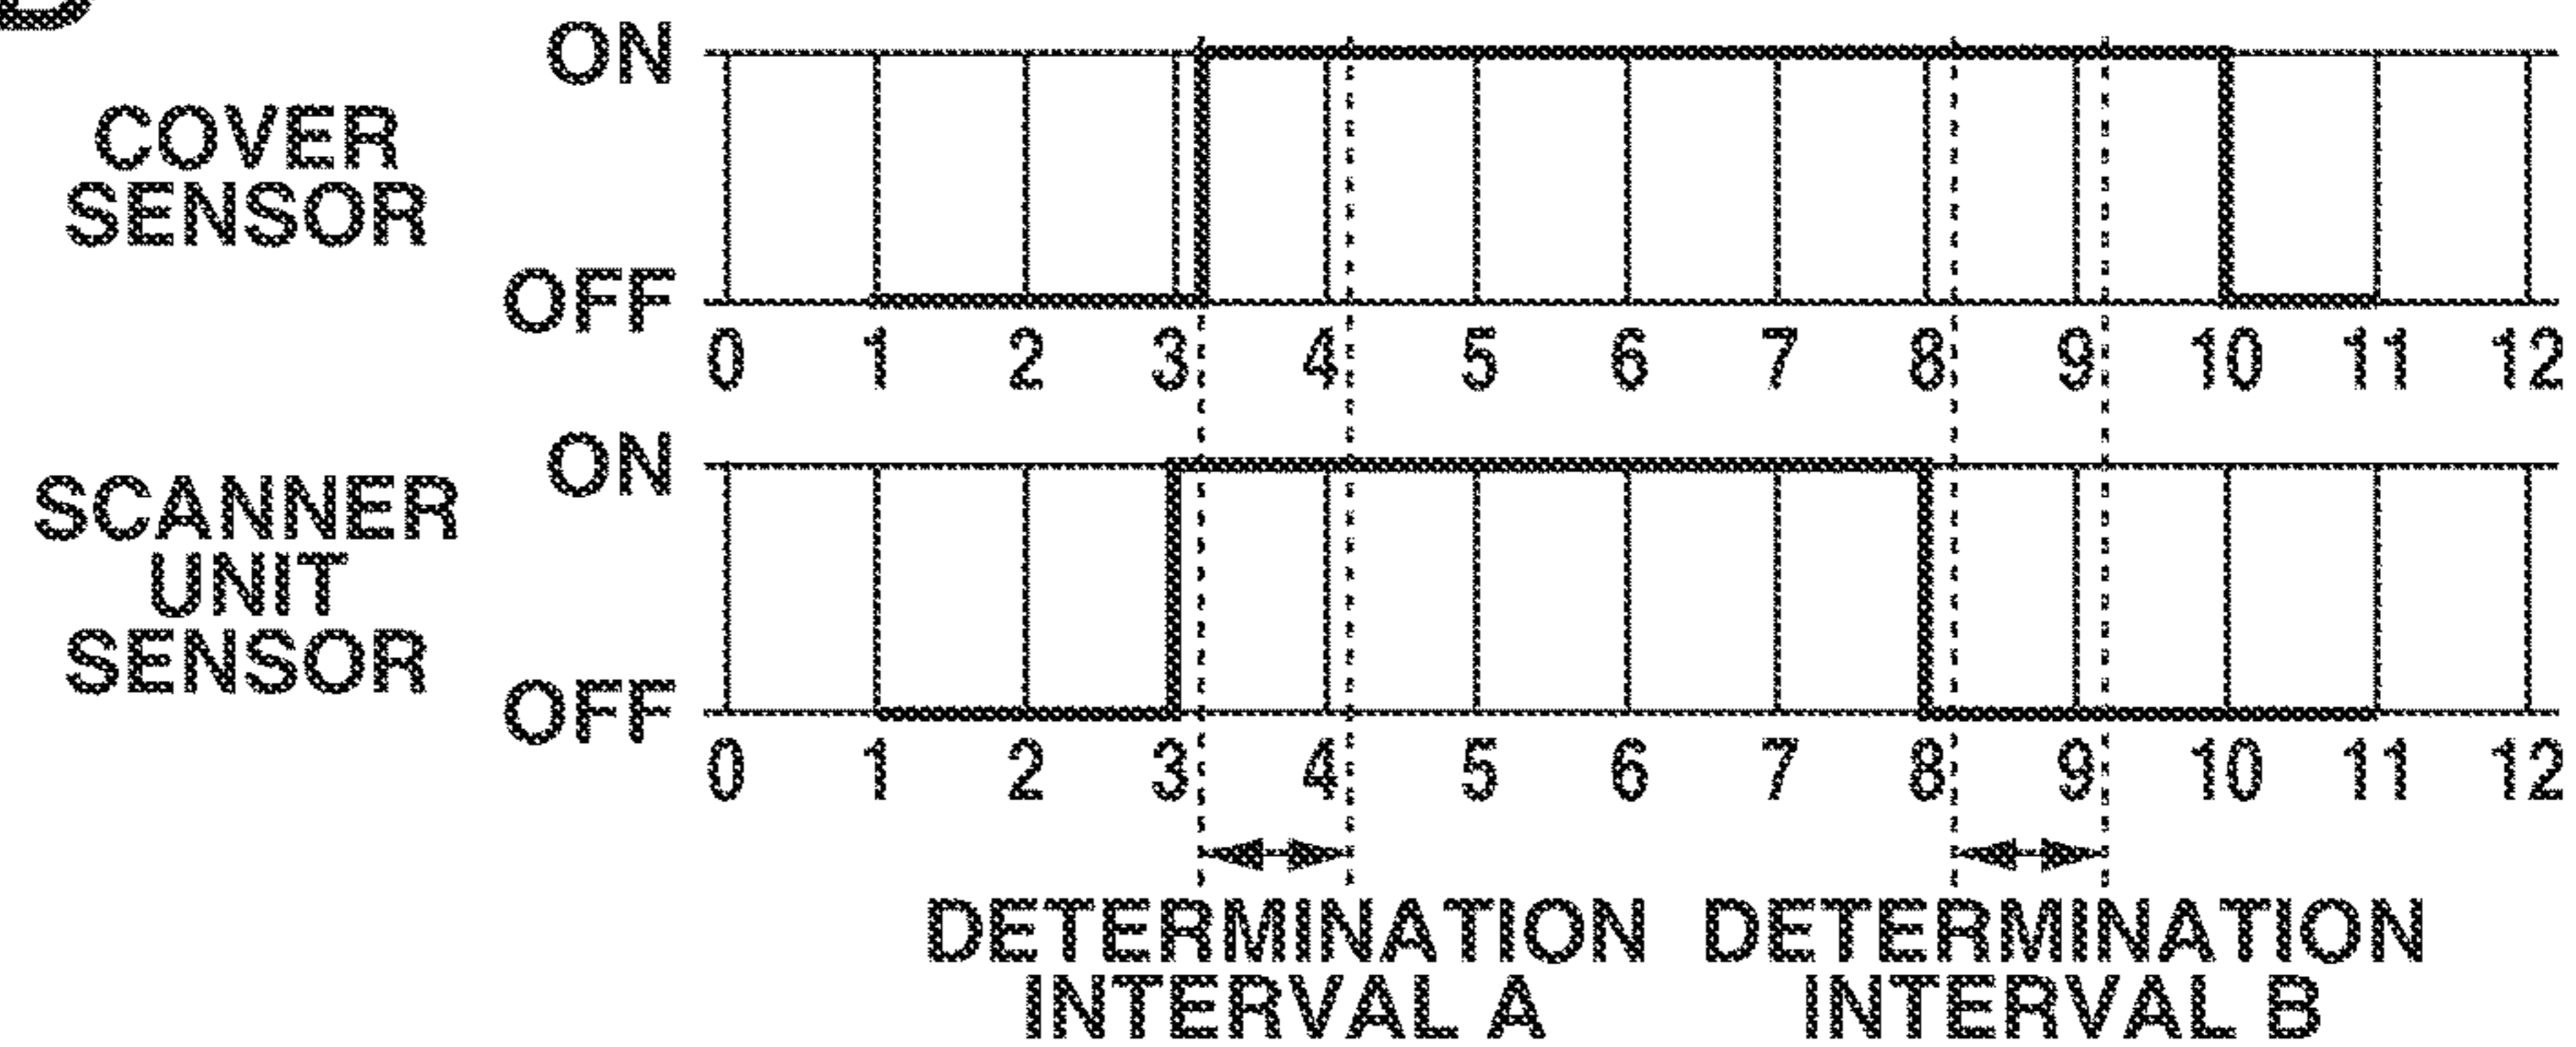 ON
COVER
SENSOR
OFF
0 1 2 3 4 5 6 7 8 9 10 11 12
ON
SCANNER
UNIT
SENSOR
OFF
0 1 2 3 4 5 6 7 8 9 10 11 12
DETERMINATION DETERMINATION
INTERVAL A INTERVAL B